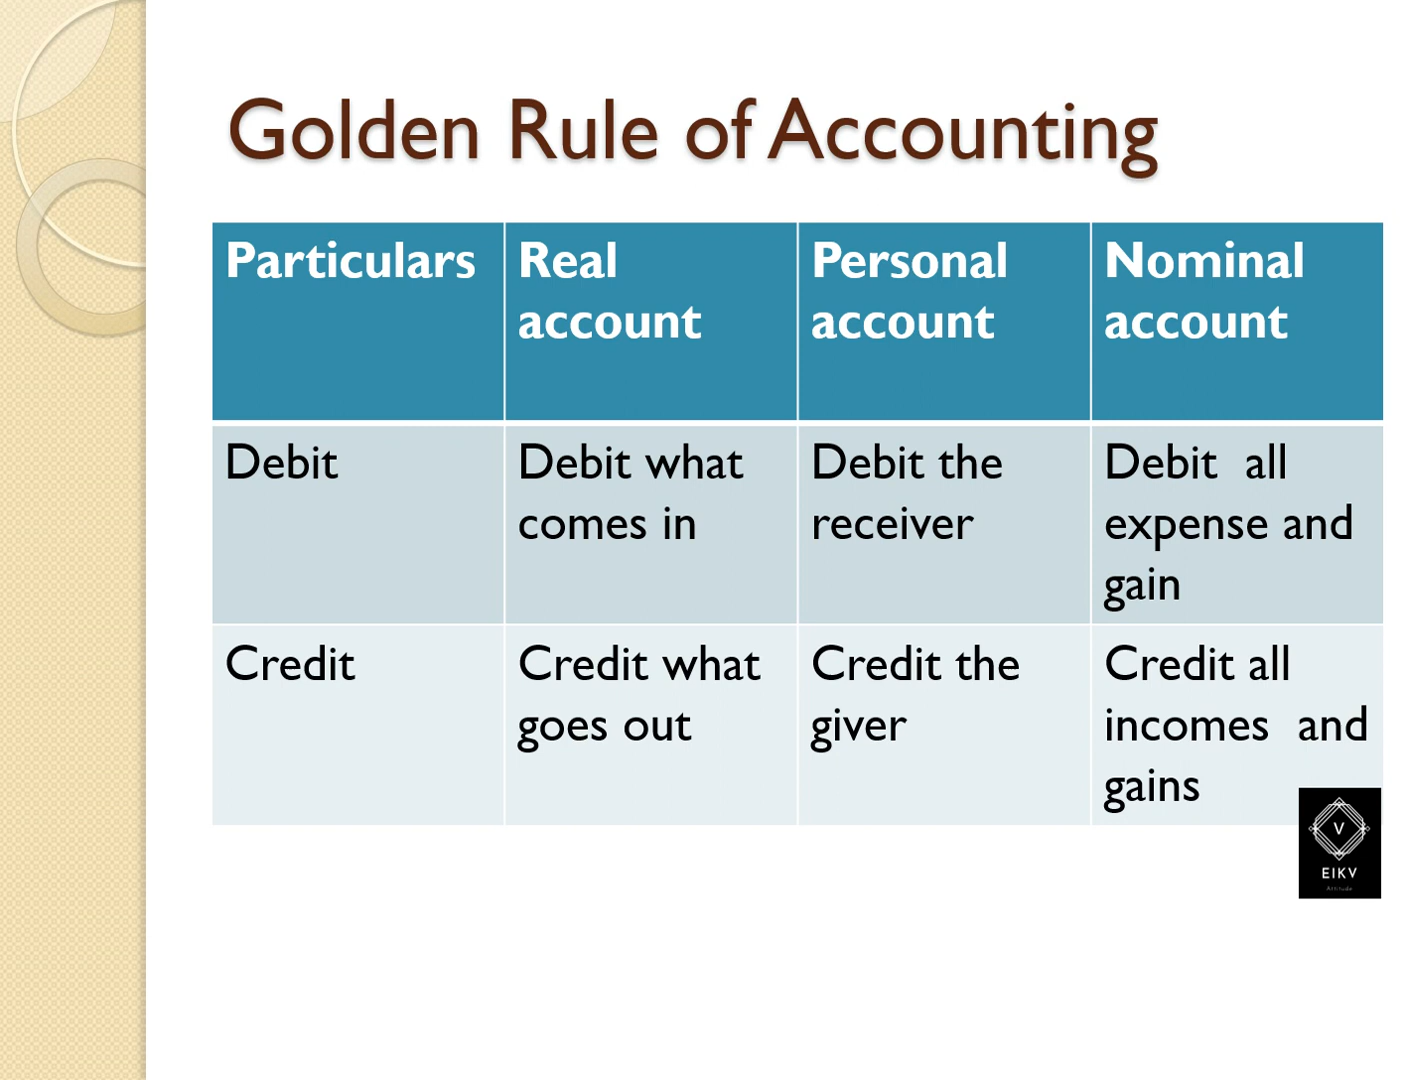 Golden Rule of Accounting
Particulars
Real
account
Personal
account
Nominal
account
Debit
Debit what
comes in
Debit the
receiver
Debit  all
expense and
gain
Credit
Credit what
goes out
Credit the
giver
Credit all
incomes  and
gains
V
EIKV
Attitude